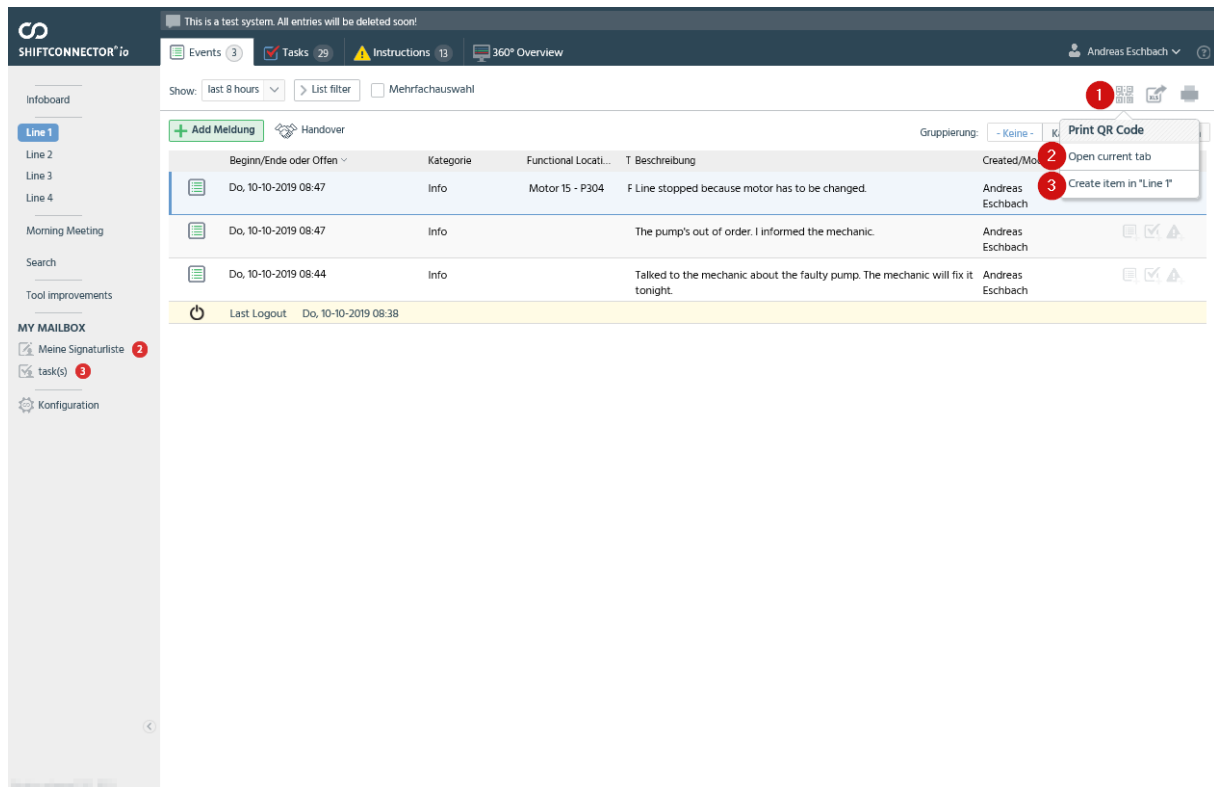 This is a test system. All entries will be deleted soon!
SHIFTCONNECTOR® io
Events 3
Tasks 29
Instructions 13
360° Overview
Andreas Eschbach
?
Infoboard
Line 1
Line 2
Line 3
Line 4
Morning Meeting
Search
Tool improvements
MY MAILBOX
Meine Signaturliste 2
task(s) 3
Konfiguration
Show: last 8 hours > List filter Mehrfachauswahl
1
XLS
Add Meldung Handover
Gruppierung: - Keine -
Print QR Code
2 Open current tab
3 Create item in "Line 1"
Beginn/Ende oder Offen Kategorie Functional Locati... T Beschreibung Created/Mod
Do, 10-10-2019 08:47 Info Motor 15 - P304 F Line stopped because motor has to be changed. Andreas
Eschbach
Do, 10-10-2019 08:47 Info The pump's out of order. I informed the mechanic. Andreas
Eschbach
Do, 10-10-2019 08:44 Info Talked to the mechanic about the faulty pump. The mechanic will fix it Andreas
tonight. Eschbach
Last Logout Do, 10-10-2019 08:38